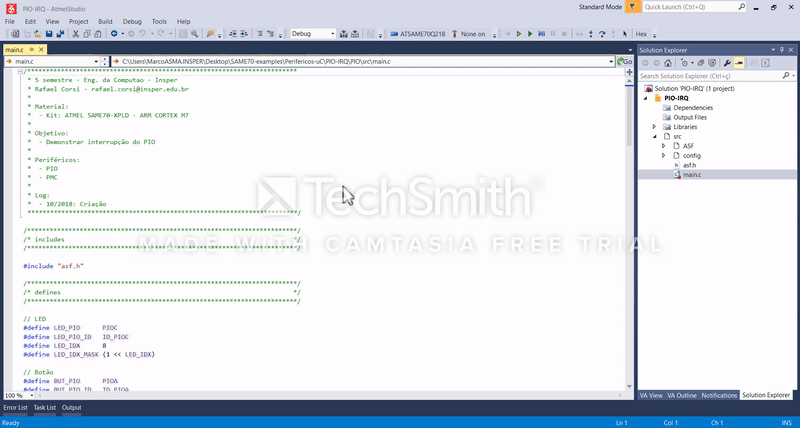 PIO-IRQ - AtmelStudio
Standard Mode
Quick Launch (Ctrl+Q)
File Edit View VAssistX ASF Project Build Debug Tools Window Help
Debug
ATSAME70Q21B
None on
Hex
main.c
main.c
C:\Users\MarcoASMA.INSPER\Desktop\SAME70-examples\Perifericos-uC\PIO-IRQ\PIO\src\main.c
Go
/************************************************************************
* 5 semestre - Eng. da Computao - Insper
* Rafael Corsi - rafael.corsi@insper.edu.br
*
* Material:
* - Kit: ATMEL SAME70-XPLD - ARM CORTEX M7
*
* Objetivo:
* - Demonstrar interrupção do PIO
*
* Periféricos:
* - PIO
* - PMC
*
* Log:
* - 10/2018: Criação
************************************************************************/
/************************************************************************/
/* includes */
/************************************************************************/
#include "asf.h"
/************************************************************************/
/* defines */
/************************************************************************/
// LED
#define LED_PIO PIOC
#define LED_PIO_ID ID_PIOC
#define LED_IDX 8
#define LED_IDX_MASK (1 << LED_IDX)
// Botão
#define BUT_PIO PIOA
#define BUT_PIO_ID ID_PIOA
100 %
TechSmith®
MADE WITH CAMTASIA FREE TRIAL
Solution Explorer
Search Solution Explorer (Ctrl+ç)
Solution 'PIO-IRQ' (1 project)
PIO-IRQ
Dependencies
Output Files
Libraries
src
ASF
config
asf.h
main.c
VA View VA Outline Notifications Solution Explorer
Error List Task List Output
Ready
Ln 1
Col 1
Ch 1
INS